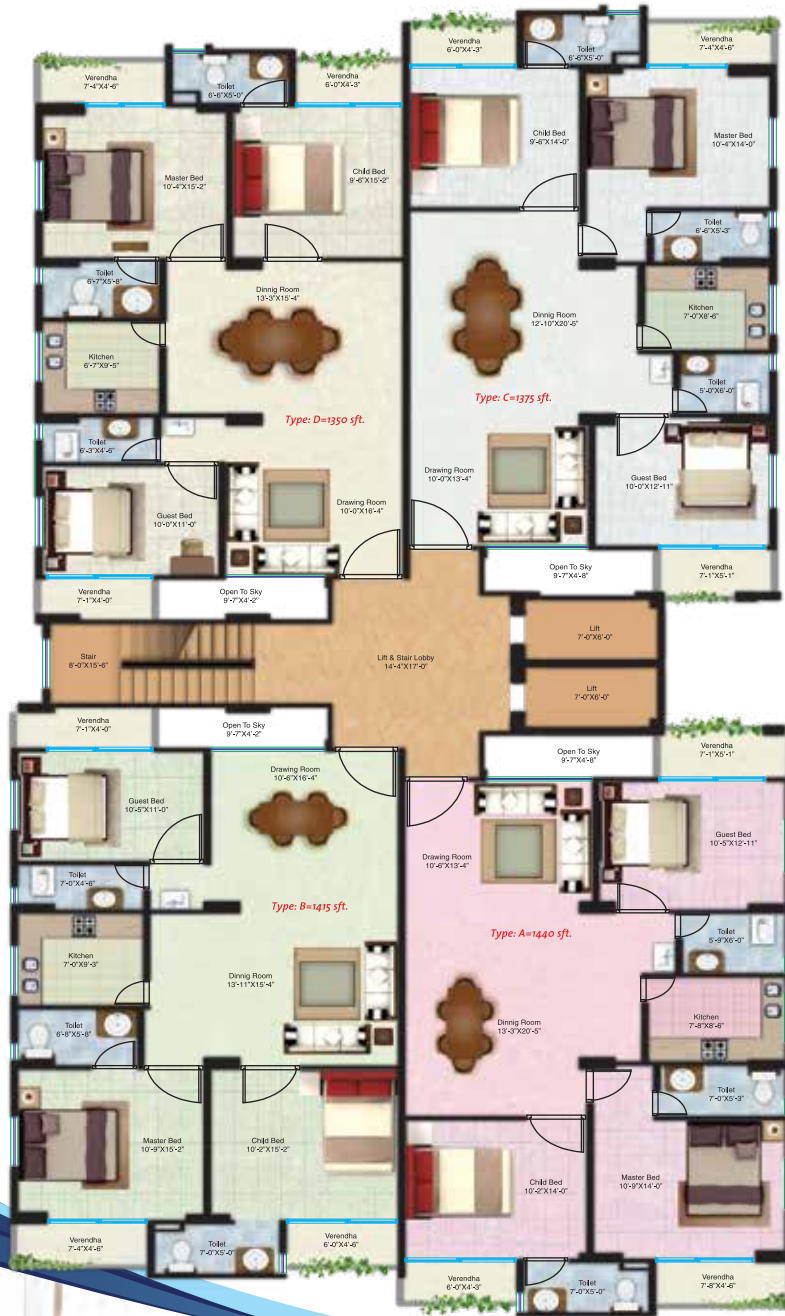 Verendha
7'-4"X4'-6"
Toilet
6'-6"X5'-0"
Verendha
6'-0"X4'-3"
Master Bed
10'-4"X15'-2"
Child Bed
9'-6"X15'-2"
Toilet
6'-7"X5'-8"
Dinnig Room
13'-3"X15'-4"
Kitchen
6'-7"X9'-5"
Type: D=1350 sft.
Toilet
6'-3"X4'-6"
Guest Bed
10'-0"X11'-0"
Drawing Room
10'-0"X16'-4"
Verendha
7'-1"X4'-0"
Open To Sky
9'-7"X4'-2"
Verendha
6'-0"X4'-3"
Toilet
6'-6"X5'-0"
Verendha
7'-4"X4'-6"
Child Bed
9'-6"X14'-0"
Master Bed
10'-4"X14'-0"
Toilet
6'-6"X5'-3"
Dinnig Room
12'-10"X20'-5"
Kitchen
7'-0"X8'-6"
Type: C=1375 sft.
Toilet
5'-0"X6'-0"
Drawing Room
10'-0"X13'-4"
Guest Bed
10'-0"X12'-11"
Open To Sky
9'-7"X4'-8"
Verendha
7'-1"X5'-1"
Stair
8'-0"X15'-6"
Lift & Stair Lobby
14'-4"X17'-0"
Lift
7'-0"X6'-0"
Lift
7'-0"X6'-0"
Verendha
7'-1"X4'-0"
Open To Sky
9'-7"X4'-2"
Drawing Room
10'-6"X16'-4"
Guest Bed
10'-5"X11'-0"
Toilet
7'-0"X4'-6"
Type: B=1415 sft.
Kitchen
7'-0"X9'-3"
Dinnig Room
13'-11"X15'-4"
Toilet
6'-8"X5'-8"
Master Bed
10'-9"X15'-2"
Child Bed
10'-2"X15'-2"
Verendha
7'-4"X4'-6"
Toilet
7'-0"X5'-0"
Verendha
6'-0"X4'-6"
Open To Sky
9'-7"X4'-8"
Verendha
7'-1"X5'-1"
Drawing Room
10'-6"X13'-4"
Guest Bed
10'-5"X12'-11"
Type: A=1440 sft.
Toilet
5'-9"X6'-0"
Dinnig Room
13'-3"X20'-5"
Kitchen
7'-8"X8'-6"
Toilet
7'-0"X5'-3"
Child Bed
10'-2"X14'-0"
Master Bed
10'-9"X14'-0"
Verendha
6'-0"X4'-3"
Toilet
7'-0"X5'-0"
Verendha
7'-8"X4'-6"